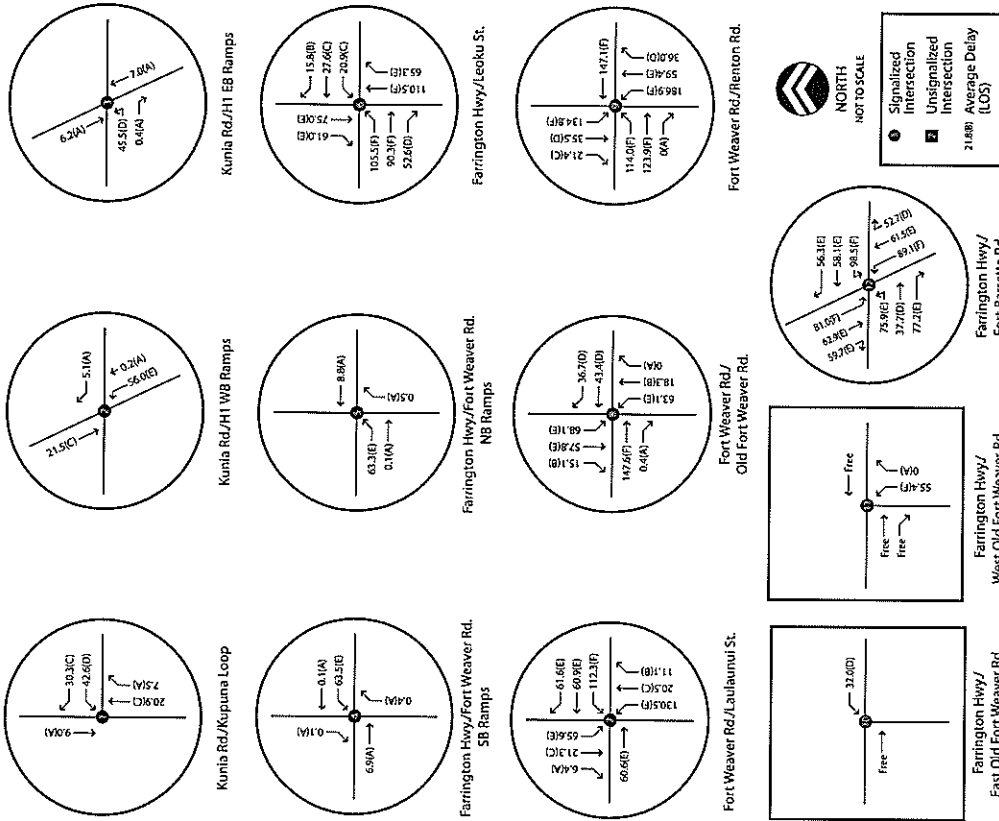 30.3(C)
42.6(D)
9.0(A)
20.9(C)
7.5(A)
Kunia Rd./Kupuna Loop
5.1(A)
21.5(C)
56.0(E)
0.2(A)
Kunia Rd./H1 WB Ramps
6.2(A)
45.5(D)
0.4(A)
7.0(A)
Kunia Rd./H1 EB Ramps
0.1(A)
63.5(E)
0.1(A)
6.9(A)
0.4(A)
Farrington Hwy./Fort Weaver Rd.
SB Ramps
8.8(A)
63.3(E)
0.1(A)
0.5(A)
Farrington Hwy./Fort Weaver Rd.
NB Ramps
15.8(B)
27.6(C)
20.9(C)
61.0(E)
75.0(E)
105.5(F)
90.3(F)
52.6(D)
110.5(F)
65.3(E)
Farrington Hwy./Leoku St.
61.6(E)
60.9(E)
112.3(F)
6.4(A)
21.3(C)
65.6(E)
60.6(E)
130.5(F)
20.5(C)
11.1(B)
Fort Weaver Rd./Laulaunui St.
36.7(D)
43.4(D)
15.1(B)
57.8(E)
68.1(E)
147.6(F)
0.4(A)
63.1(E)
18.3(B)
0(A)
Fort Weaver Rd./
Old Fort Weaver Rd.
147.1(F)
21.4(C)
35.5(D)
134.8(F)
114.0(F)
123.9(F)
0(A)
186.9(F)
59.4(E)
36.0(D)
Fort Weaver Rd./Renton Rd.
32.0(D)
Free
Farrington Hwy./
East Old Fort Weaver Rd.
Free
Free
Free
55.4(F)
0(A)
Farrington Hwy./
West Old Fort Weaver Rd.
56.3(E)
58.1(E)
98.5(F)
59.7(E)
62.9(E)
81.0(F)
75.9(E)
37.7(D)
77.2(E)
89.1(F)
61.5(E)
52.7(D)
Farrington Hwy./
Fort Barrette Rd.
NORTH
NOT TO SCALE
Signalized
Intersection
Unsignalized
Intersection
21.8(B) Average Delay
(LOS)